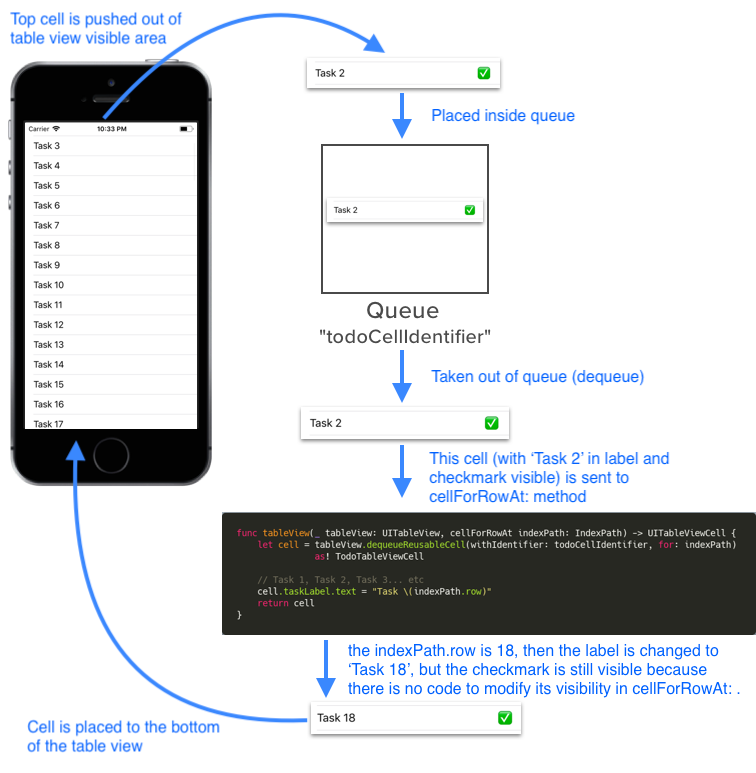 Top cell is pushed out of
table view visible area
Carrier
10:33 PM
Task 3
Task 4
Task 5
Task 6
Task 7
Task 8
Task 9
Task 10
Task 11
Task 12
Task 13
Task 14
Task 15
Task 16
Task 17
Task 2
Placed inside queue
Task 2
Queue
"todoCellIdentifier"
Taken out of queue (dequeue)
Task 2
This cell (with ‘Task 2’ in label and
checkmark visible) is sent to
cellForRowAt: method
func tableView(_ tableView: UITableView, cellForRowAt indexPath: IndexPath) -> UITableViewCell {
let cell = tableView.dequeueReusableCell(withIdentifier: todoCellIdentifier, for: indexPath)
as! TodoTableViewCell
// Task 1, Task 2, Task 3... etc
cell.taskLabel.text = "Task \(indexPath.row)"
return cell
}
the indexPath.row is 18, then the label is changed to
‘Task 18’, but the checkmark is still visible because
there is no code to modify its visibility in cellForRowAt: .
Task 18
Cell is placed to the bottom
of the table view